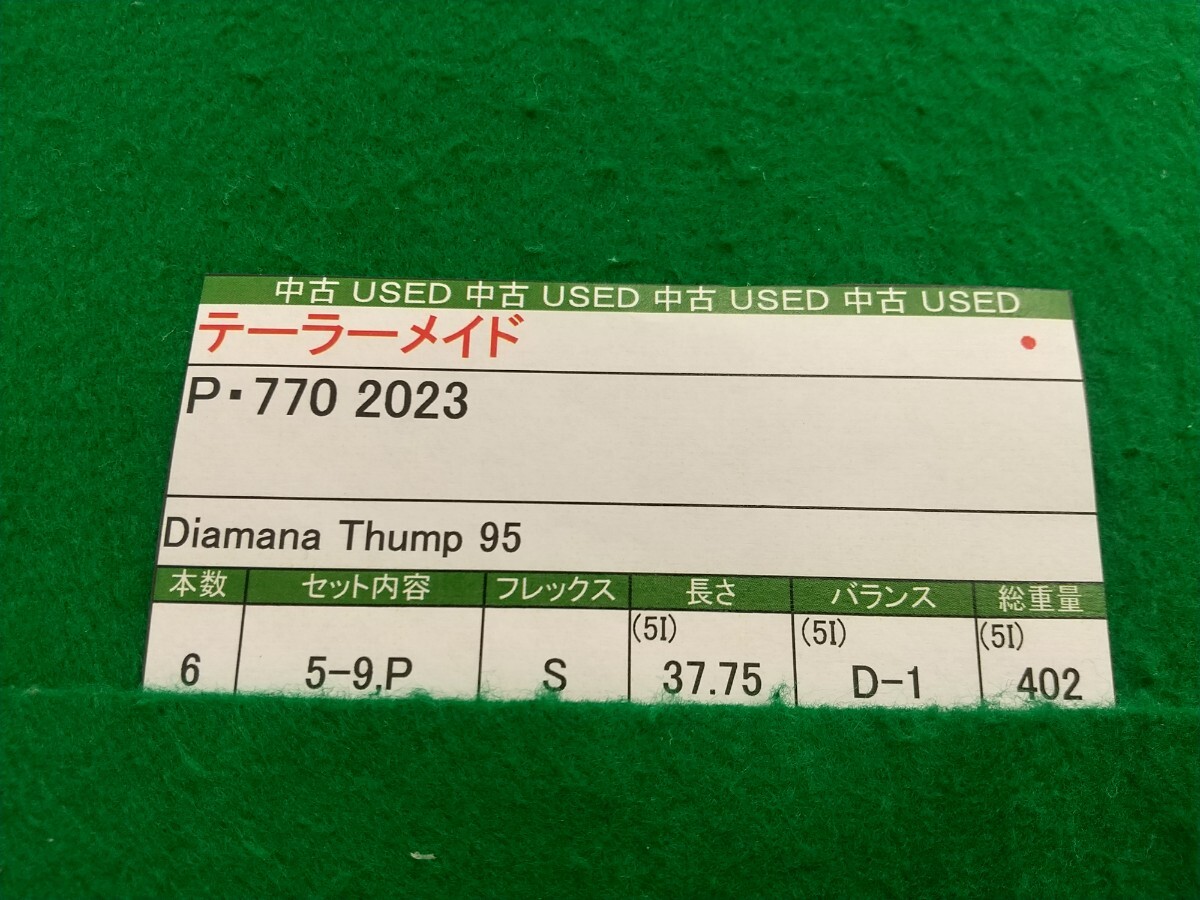 中古 USED 中古 USED 中古 USED 中古 USED
テーラーメイド
P・770 2023
Diamana Thump 95
本数 セット内容 フレックス 長さ バランス 総重量
(5I) (5I) (5I)
6 5-9,P S 37.75 D-1 402